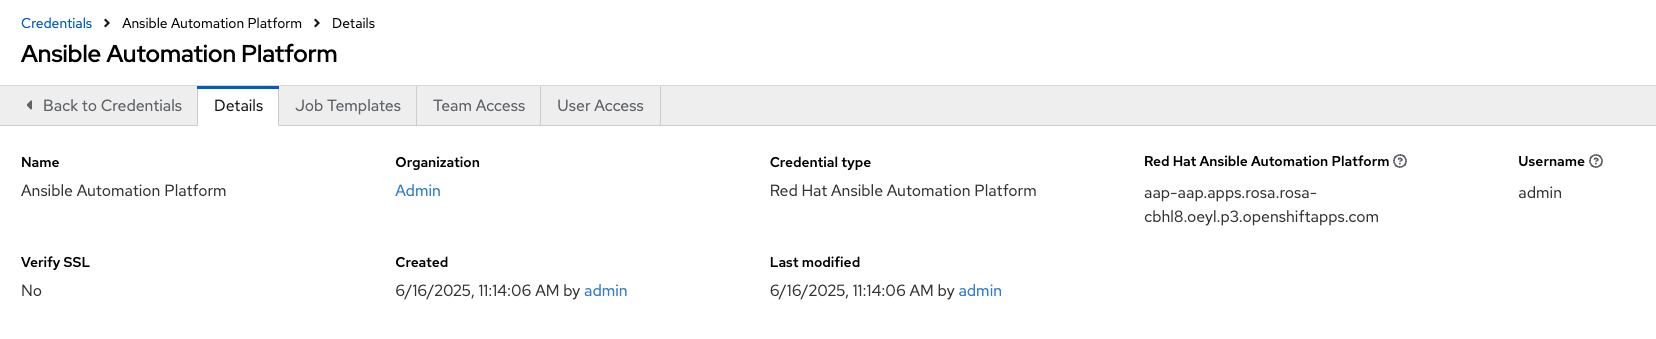 Credentials > Ansible Automation Platform > Details
Ansible Automation Platform
Back to Credentials Details Job Templates Team Access User Access
Name Organization Credential type Red Hat Ansible Automation Platform Username
Ansible Automation Platform Admin Red Hat Ansible Automation Platform aap-aap.apps.rosa.rosa- admin
cbhl8.oeyl.p3.openshiftapps.com
Verify SSL Created Last modified
No 6/16/2025, 11:14:06 AM by admin 6/16/2025, 11:14:06 AM by admin